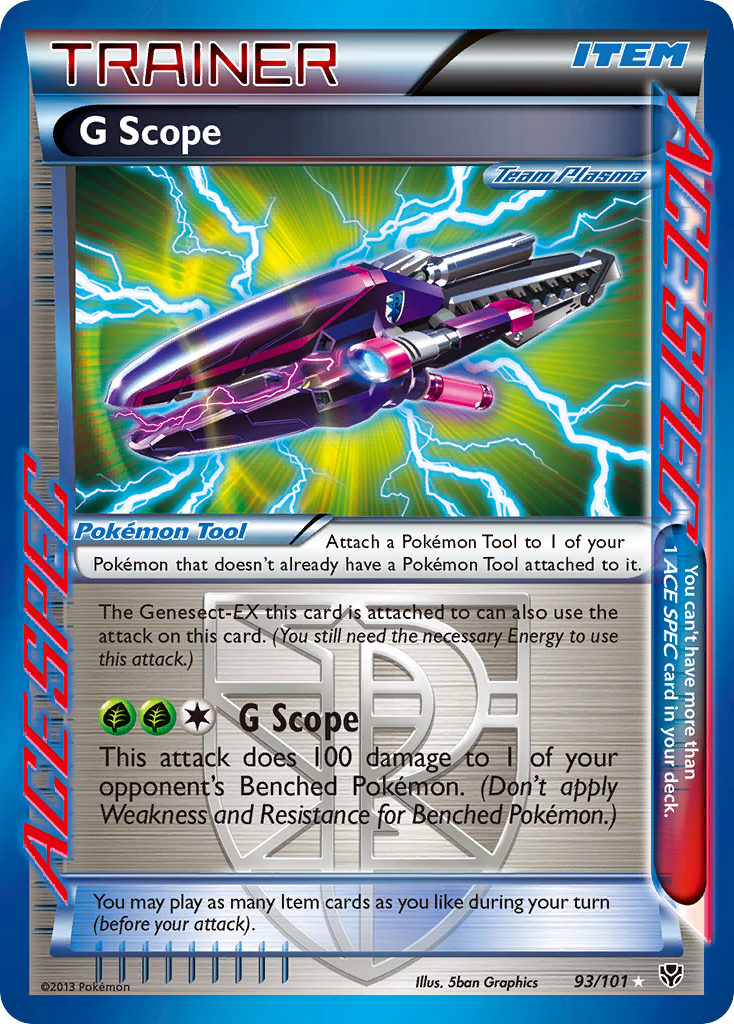 TRAINER
ITEM
G Scope
Team Plasma
ACE SPEC
Pokémon Tool
Attach a Pokémon Tool to 1 of your
Pokémon that doesn't already have a Pokémon Tool attached to it.
ACE SPEC
You can't have more than
1 ACE SPEC card in your deck.
The Genesect-EX this card is attached to can also use the
attack on this card. (You still need the necessary Energy to use
this attack.)
G Scope
This attack does 100 damage to 1 of your
opponent's Benched Pokémon. (Don't apply
Weakness and Resistance for Benched Pokémon.)
You may play as many Item cards as you like during your turn
(before your attack).
©2013 Pokémon
Illus. 5ban Graphics
93/101